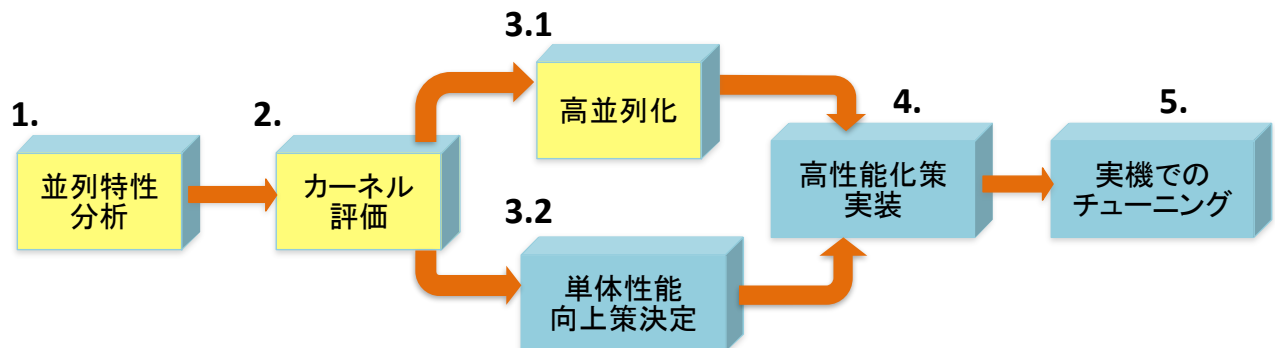 1.
並列特性
分析
2.
カーネル
評価
3.1
高並列化
3.2
単体性能
向上策決定
4.
高性能化策
実装
5.
実機での
チューニング